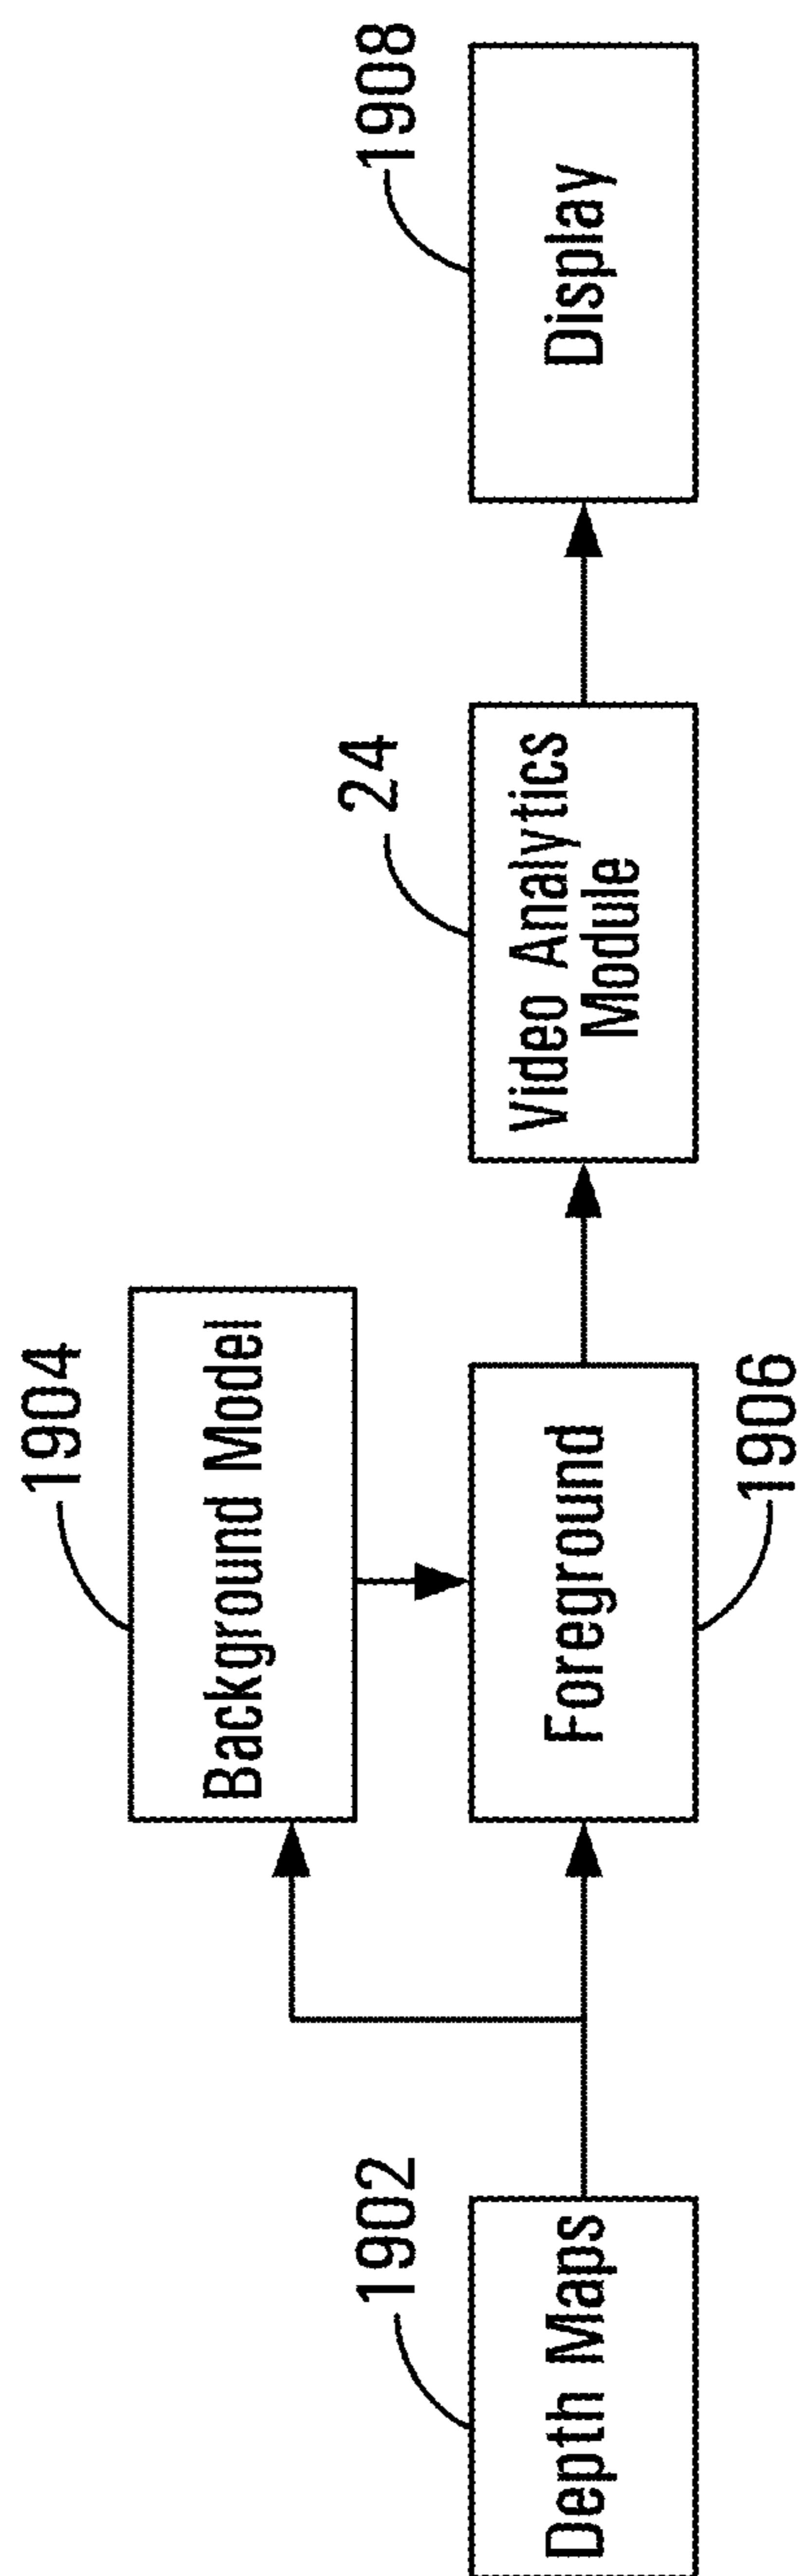 1902
Depth Maps
1904
Background Model
Foreground
1906
24
Video Analytics
Module
1908
Display